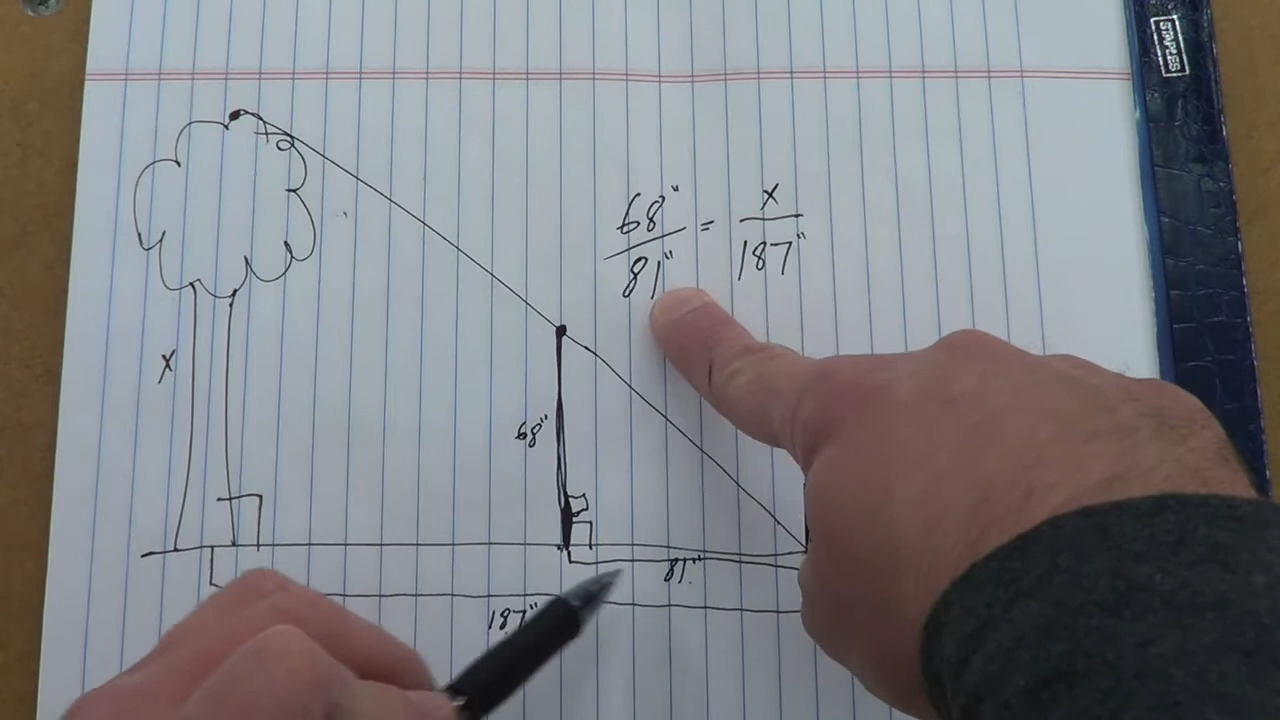 STAPLES
68" = x
81" 187"
x
68"
81"
187"